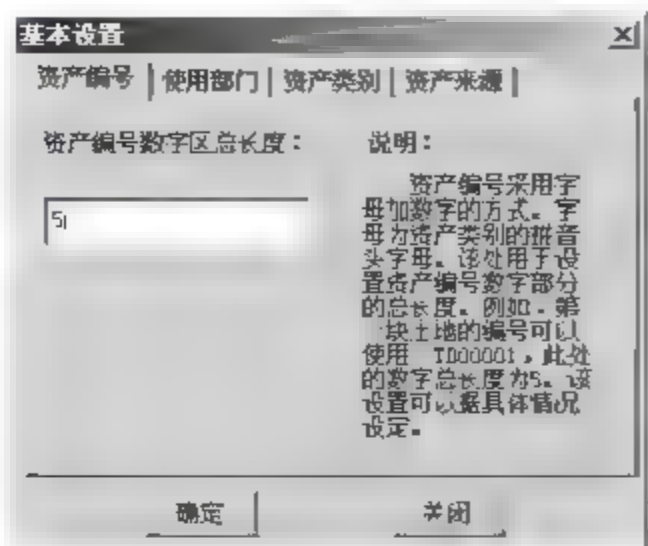 基本设置
资产编号 使用部门 资产类别 资产来源
资产编号数字区总长度：
5
说明：
资产编号采用字
母加数字的方式。字
母为资产类别的拼音
头字母。该处用于设
置资产编号数字部分
的总长度。例如，第
一块土地的编号可以
使用 TD00001，此处
的数字总长度为5。该
设置可以据具体情况
设定。
确定 关闭